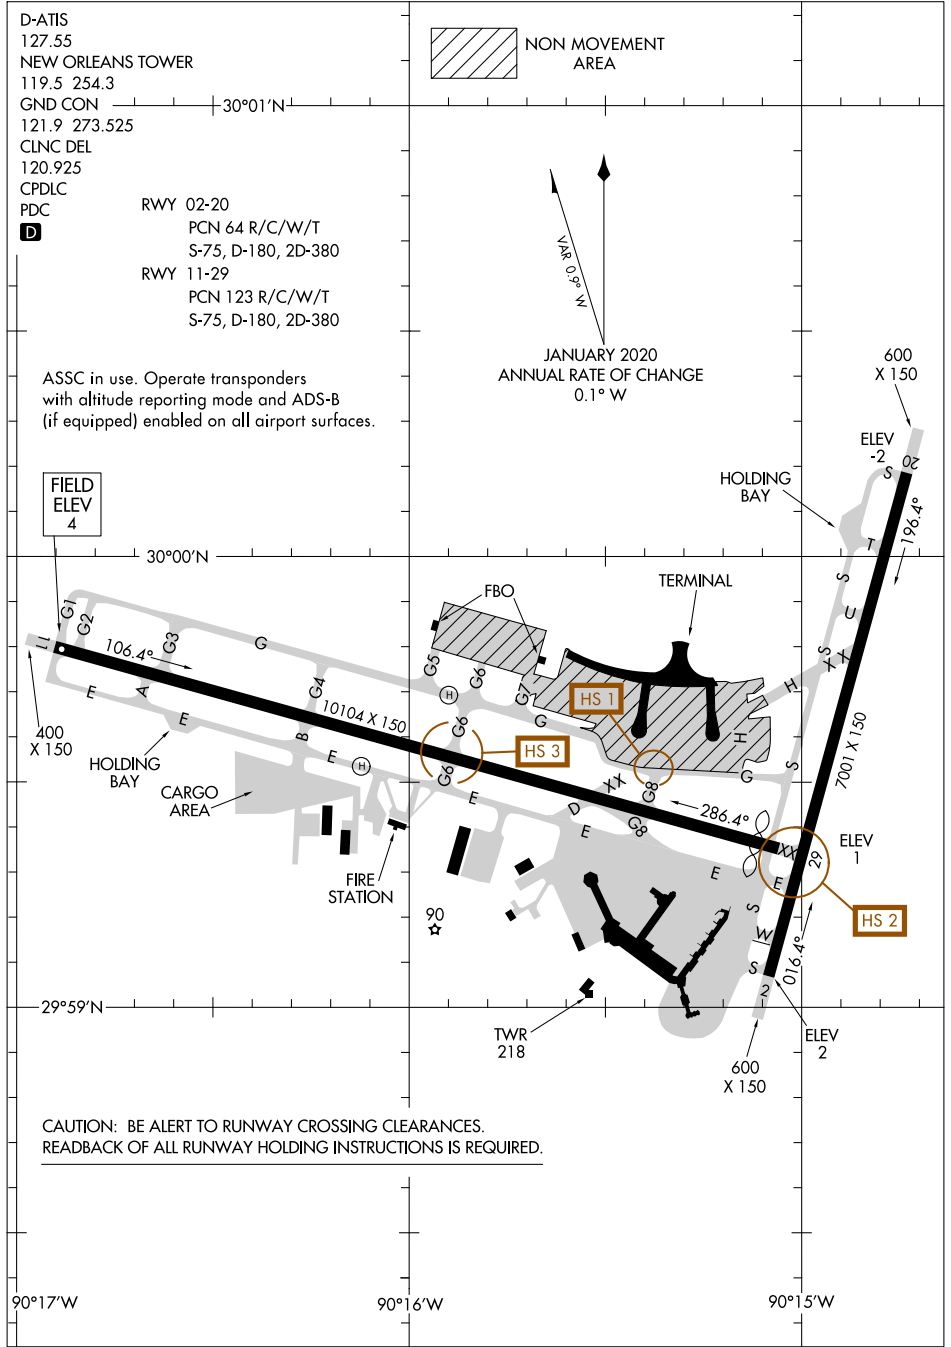 D-ATIS
127.55
NEW ORLEANS TOWER
119.5 254.3
GND CON
121.9 273.525
CLNC DEL
120.925
CPDLC
PDC
D
NON MOVEMENT
AREA
30°01'N
RWY 02-20
PCN 64 R/C/W/T
S-75, D-180, 2D-380
RWY 11-29
PCN 123 R/C/W/T
S-75, D-180, 2D-380
VAR 0.9° W
JANUARY 2020
ANNUAL RATE OF CHANGE
0.1° W
ASSC in use. Operate transponders
with altitude reporting mode and ADS-B
(if equipped) enabled on all airport surfaces.
600
X 150
ELEV
-2
20
S
HOLDING
BAY
196.4°
T
FIELD
ELEV
4
30°00'N
S
U
S
XX
H
FBO
TERMINAL
G1
G2
G3
G
11
106.4°
E
A
E
G4
B
E
H
10104 X 150
G5
H
G6
G7
G
G6
G6
HS 3
HS 1
H
G
S
7001 X 150
400
X 150
HOLDING
BAY
CARGO
AREA
E
D
XX
E
G8
G8
286.4°
E
XX
29
E
ELEV
1
HS 2
FIRE
STATION
90
S
W
S
2
016.4°
29°59'N
TWR
218
ELEV
2
600
X 150
CAUTION: BE ALERT TO RUNWAY CROSSING CLEARANCES.
READBACK OF ALL RUNWAY HOLDING INSTRUCTIONS IS REQUIRED.
90°17'W
90°16'W
90°15'W